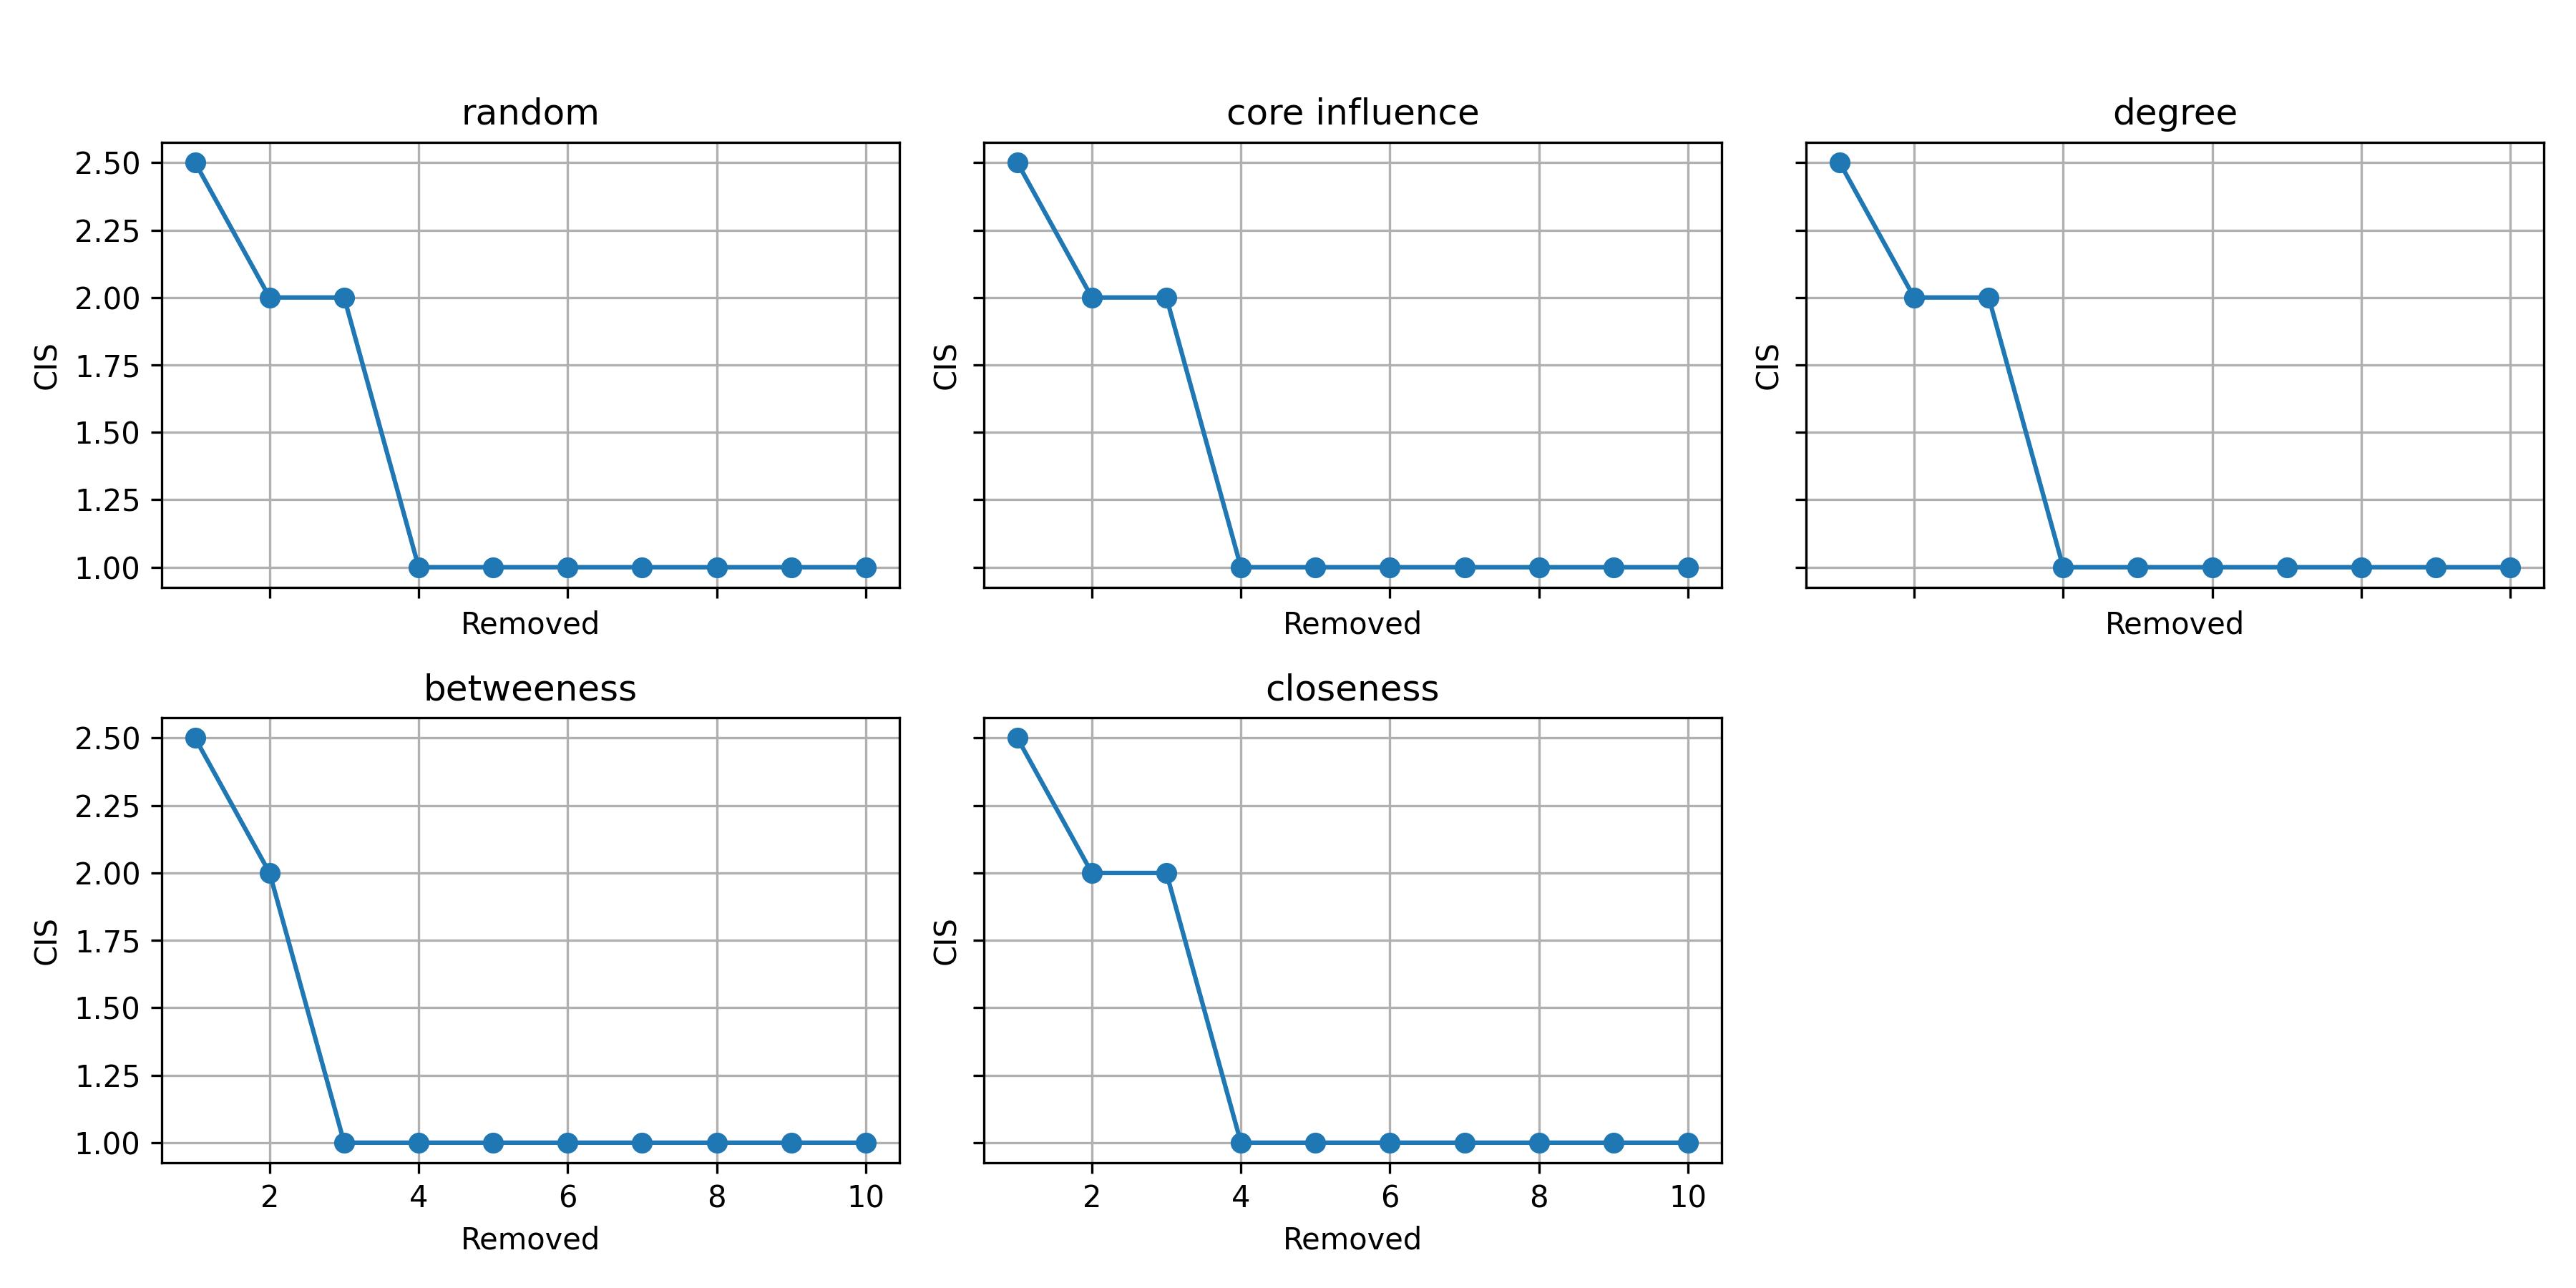 random
2.50
2.25
2.00
1.75
1.50
1.25
1.00
CIS
Removed
core influence
CIS
Removed
degree
CIS
Removed
betweeness
2.50
2.25
2.00
1.75
1.50
1.25
1.00
CIS
2 4 6 8 10
Removed
closeness
CIS
2 4 6 8 10
Removed